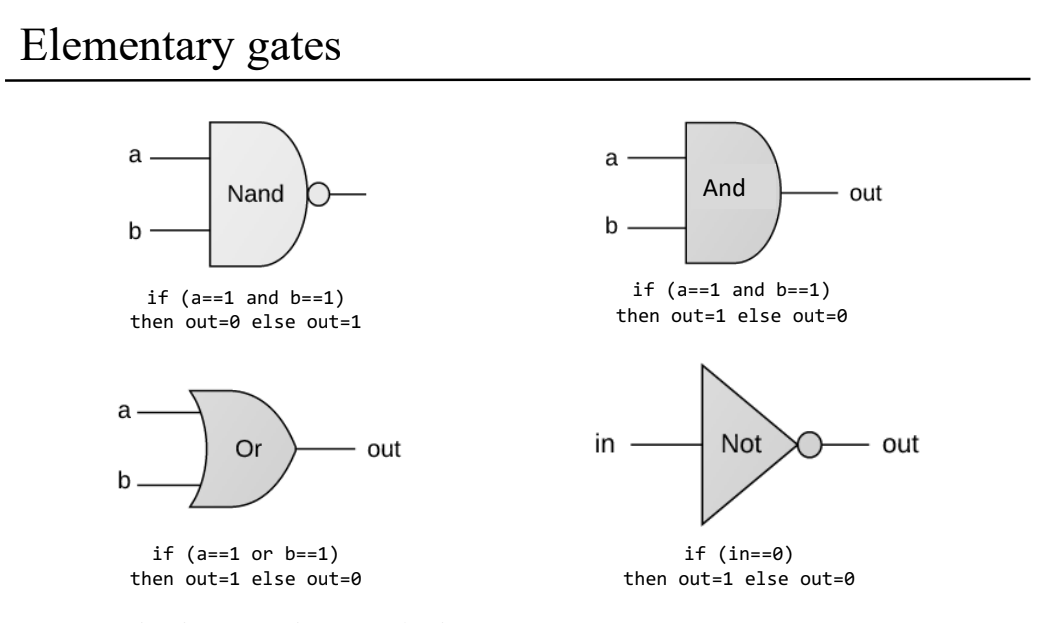 Elementary gates
a
Nand
b
if (a==1 and b==1)
then out=0 else out=1
a
And
out
b
if (a==1 and b==1)
then out=1 else out=0
a
Or
out
b
if (a==1 or b==1)
then out=1 else out=0
in
Not
out
if (in==0)
then out=1 else out=0